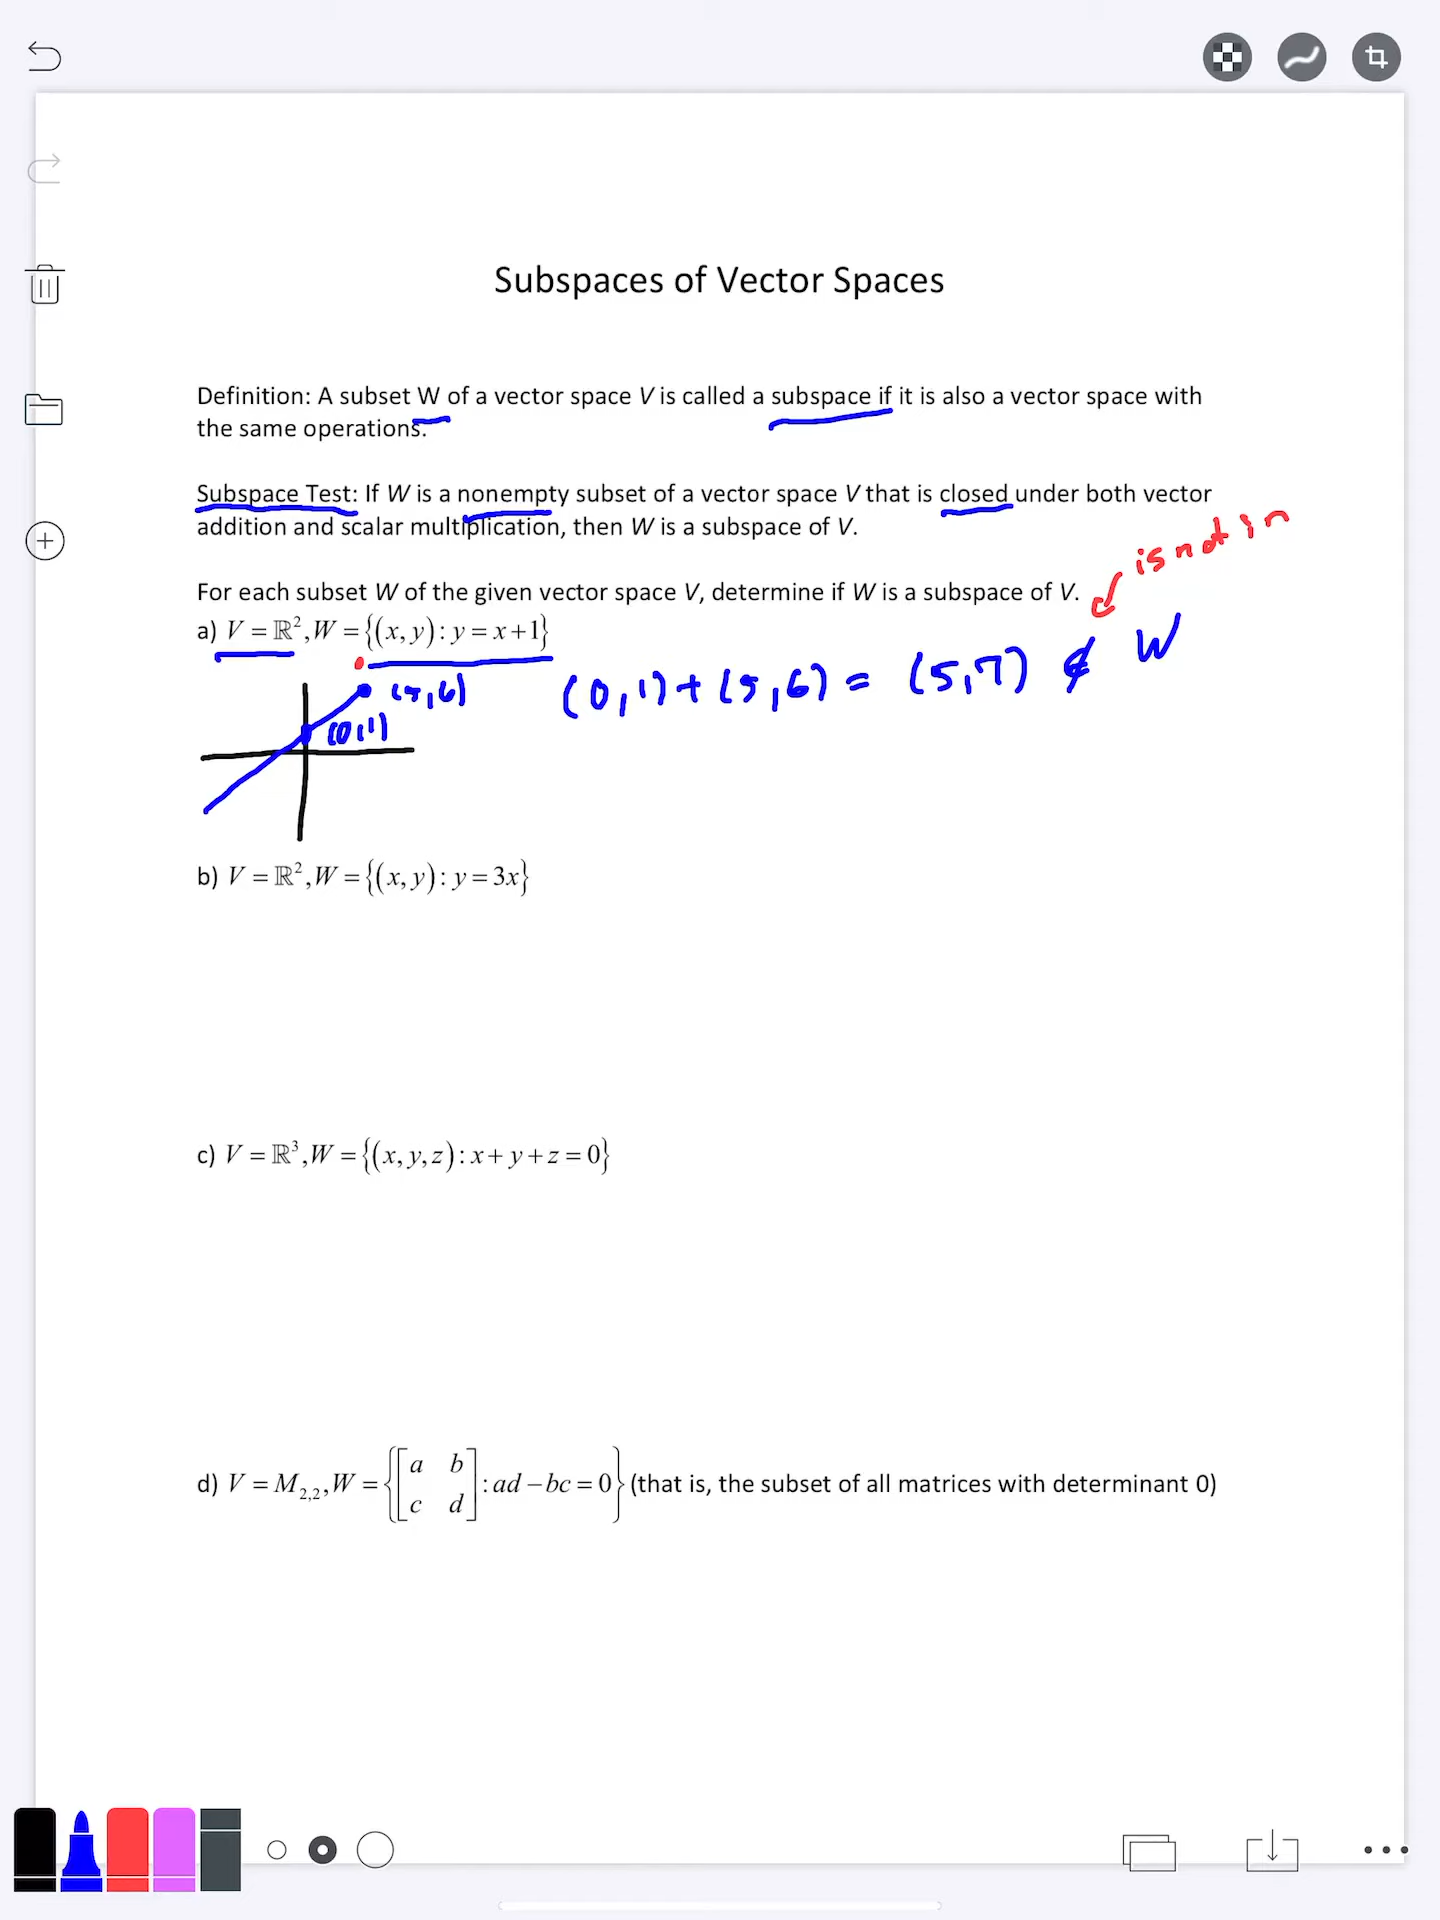 Subspaces of Vector Spaces
Definition: A subset W of a vector space V is called a subspace if it is also a vector space with
the same operations.
Subspace Test: If W is a nonempty subset of a vector space V that is closed under both vector
addition and scalar multiplication, then W is a subspace of V.
is not in
For each subset W of the given vector space V, determine if W is a subspace of V.
a) V = ℝ², W = {(x, y) : y = x + 1}
(0,1) + (5,6) = (5,7) ∉ W
(5,6)
(0,1)
b) V = ℝ², W = {(x, y) : y = 3x}
c) V = ℝ³, W = {(x, y, z) : x + y + z = 0}
d) V = M₂,₂, W = {[a b; c d] : ad − bc = 0} (that is, the subset of all matrices with determinant 0)